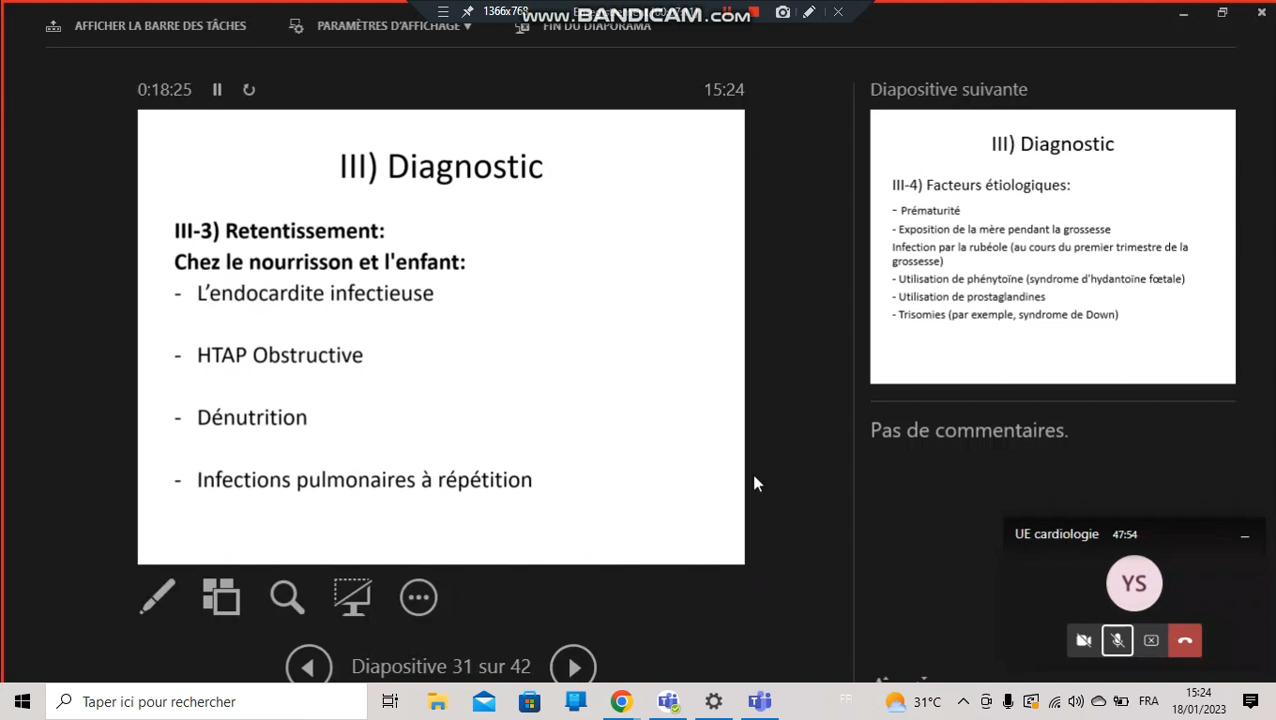 1366x768
www.BANDICAM.com
AFFICHER LA BARRE DES TÂCHES
PARAMÈTRES D'AFFICHAGE
FIN DU DIAPORAMA
0:18:25
15:24
III) Diagnostic
III-3) Retentissement:
Chez le nourrisson et l'enfant:
- L'endocardite infectieuse
- HTAP Obstructive
- Dénutrition
- Infections pulmonaires à répétition
Diapositive 31 sur 42
Diapositive suivante
III) Diagnostic
III-4) Facteurs étiologiques:
- Prématurité
- Exposition de la mère pendant la grossesse
Infection par la rubéole (au cours du premier trimestre de la
grossesse)
- Utilisation de phénytoïne (syndrome d'hydantoïne fœtale)
- Utilisation de prostaglandines
- Trisomies (par exemple, syndrome de Down)
Pas de commentaires.
UE cardiologie 47:54
YS
Taper ici pour rechercher
FR
31°C
FRA
15:24
18/01/2023